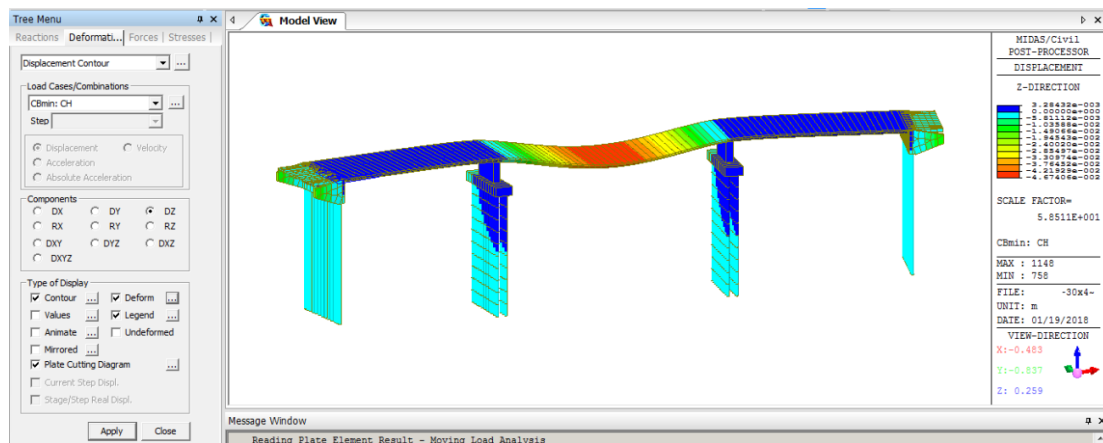 Tree Menu
Reactions Deformati... Forces Stresses
Displacement Contour ...
Load Cases/Combinations
CBmin: CH ...
Step
Displacement Velocity
Acceleration
Absolute Acceleration
Components
DX DY DZ
RX RY RZ
DXY DYZ DXZ
DXYZ
Type of Display
Contour ... Deform ...
Values ... Legend ...
Animate ... Undeformed
Mirrored ...
Plate Cutting Diagram ...
Current Step Displ.
Stage/Step Real Displ.
Apply Close
Model View
MIDAS/Civil
POST-PROCESSOR
DISPLACEMENT
Z-DIRECTION
3.28432e-003
0.00000e+000
-5.81112e-003
-1.03588e-002
-1.49066e-002
-1.94543e-002
-2.40020e-002
-2.85497e-002
-3.30974e-002
-3.76452e-002
-4.21929e-002
-4.67406e-002
SCALE FACTOR=
5.8511E+001
CBmin: CH
MAX : 1148
MIN : 758
FILE: -30x4-
UNIT: m
DATE: 01/19/2018
VIEW-DIRECTION
X:-0.483
Y:-0.837
Z: 0.259
Message Window
Reading Plate Element Result - Moving Load Analysis